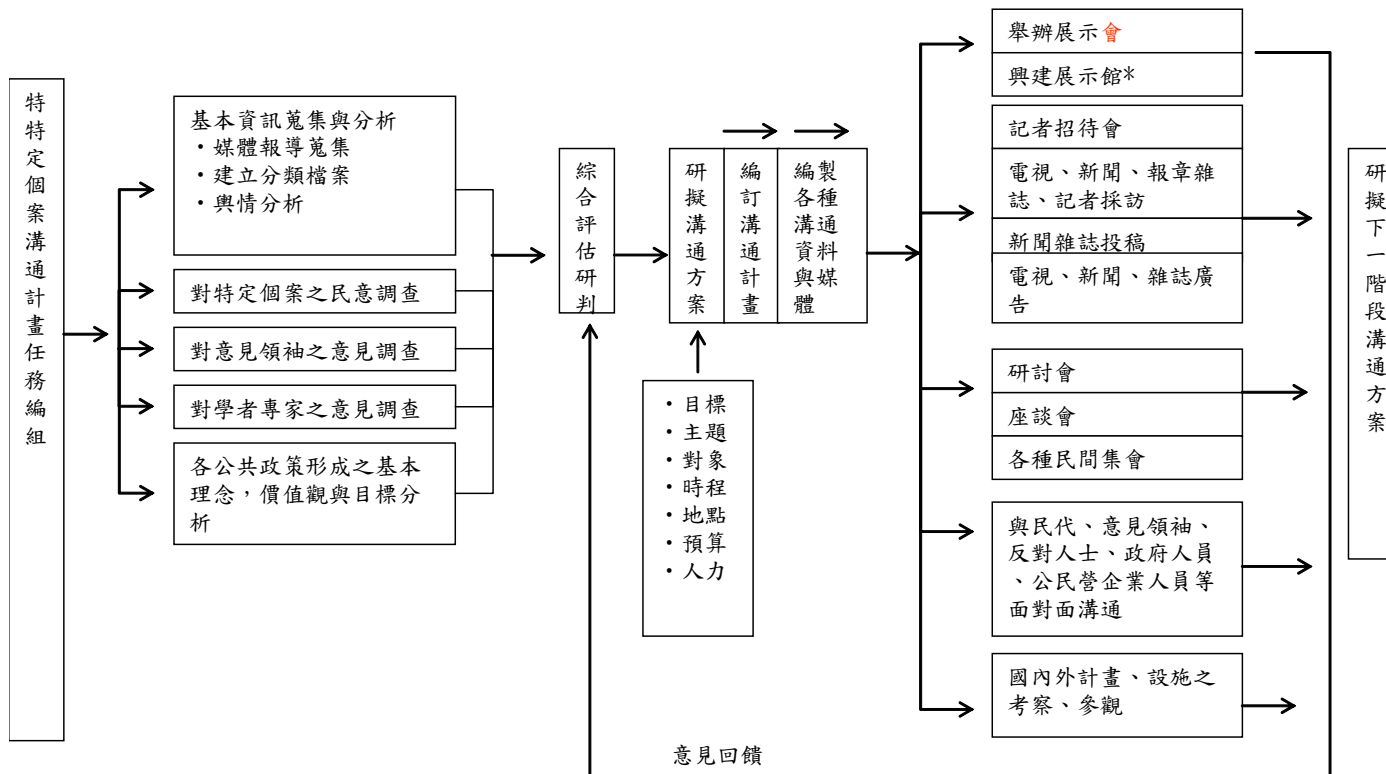 特特定個案溝通計畫任務編組
基本資訊蒐集與分析
・媒體報導蒐集
・建立分類檔案
・輿情分析
對特定個案之民意調查
對意見領袖之意見調查
對學者專家之意見調查
各公共政策形成之基本
理念，價值觀與目標分
析
綜合評估研判
研擬溝通方案
編訂溝通計畫
編製
各種
溝通
資料
與媒
體
・目標
・主題
・對象
・時程
・地點
・預算
・人力
舉辦展示會
興建展示館*
記者招待會
電視、新聞、報章雜
誌、記者採訪
新聞雜誌投稿
電視、新聞、雜誌廣
告
研討會
座談會
各種民間集會
與民代、意見領袖、
反對人士、政府人員
、公民營企業人員等
面對面溝通
國內外計畫、設施之
考察、參觀
研擬下一階段溝通方案
意見回饋